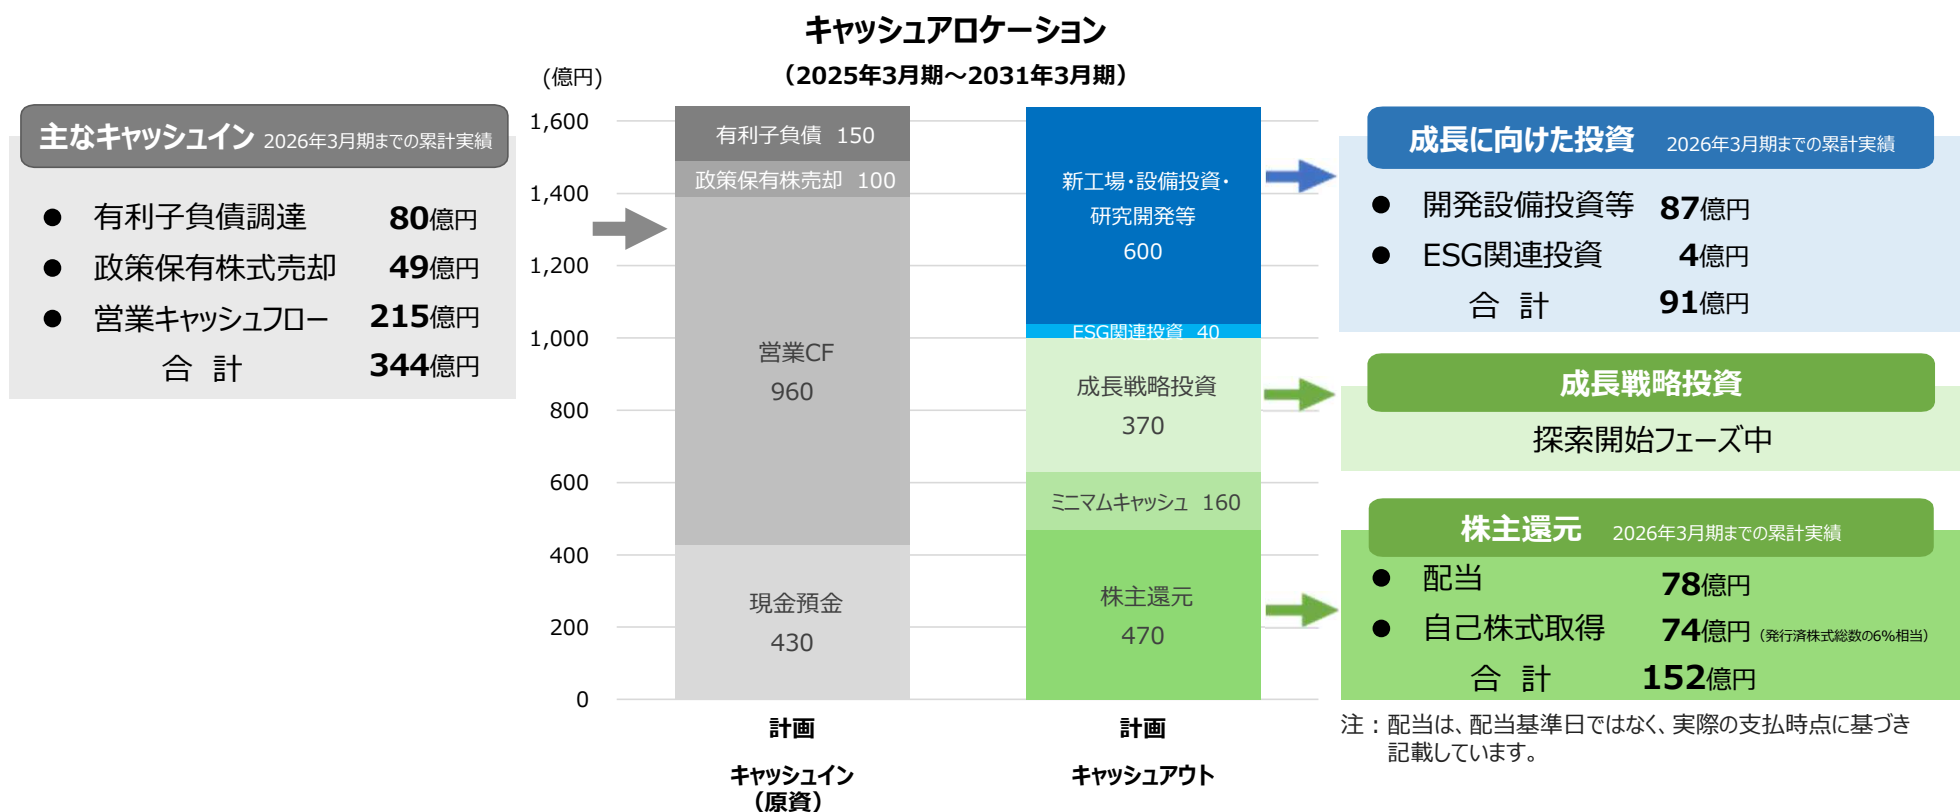 キャッシュアロケーション
（2025年3月期～2031年3月期）
主なキャッシュイン 2026年3月期までの累計実績
● 有利子負債調達 80億円
● 政策保有株式売却 49億円
● 営業キャッシュフロー 215億円
合 計 344億円
(億円)
1,600
1,400
1,200
1,000
800
600
400
200
0
有利子負債 150
政策保有株売却 100
営業CF
960
現金預金
430
計画
キャッシュイン
（原資）
新工場・設備投資・
研究開発等
600
ESG関連投資 40
成長戦略投資
370
ミニマムキャッシュ 160
株主還元
470
計画
キャッシュアウト
成長に向けた投資 2026年3月期までの累計実績
● 開発設備投資等 87億円
● ESG関連投資 4億円
合 計 91億円
成長戦略投資
探索開始フェーズ中
株主還元 2026年3月期までの累計実績
● 配当 78億円
● 自己株式取得 74億円（発行済株式総数の6%相当）
合 計 152億円
注：配当は、配当基準日ではなく、実際の支払時点に基づき
記載しています。